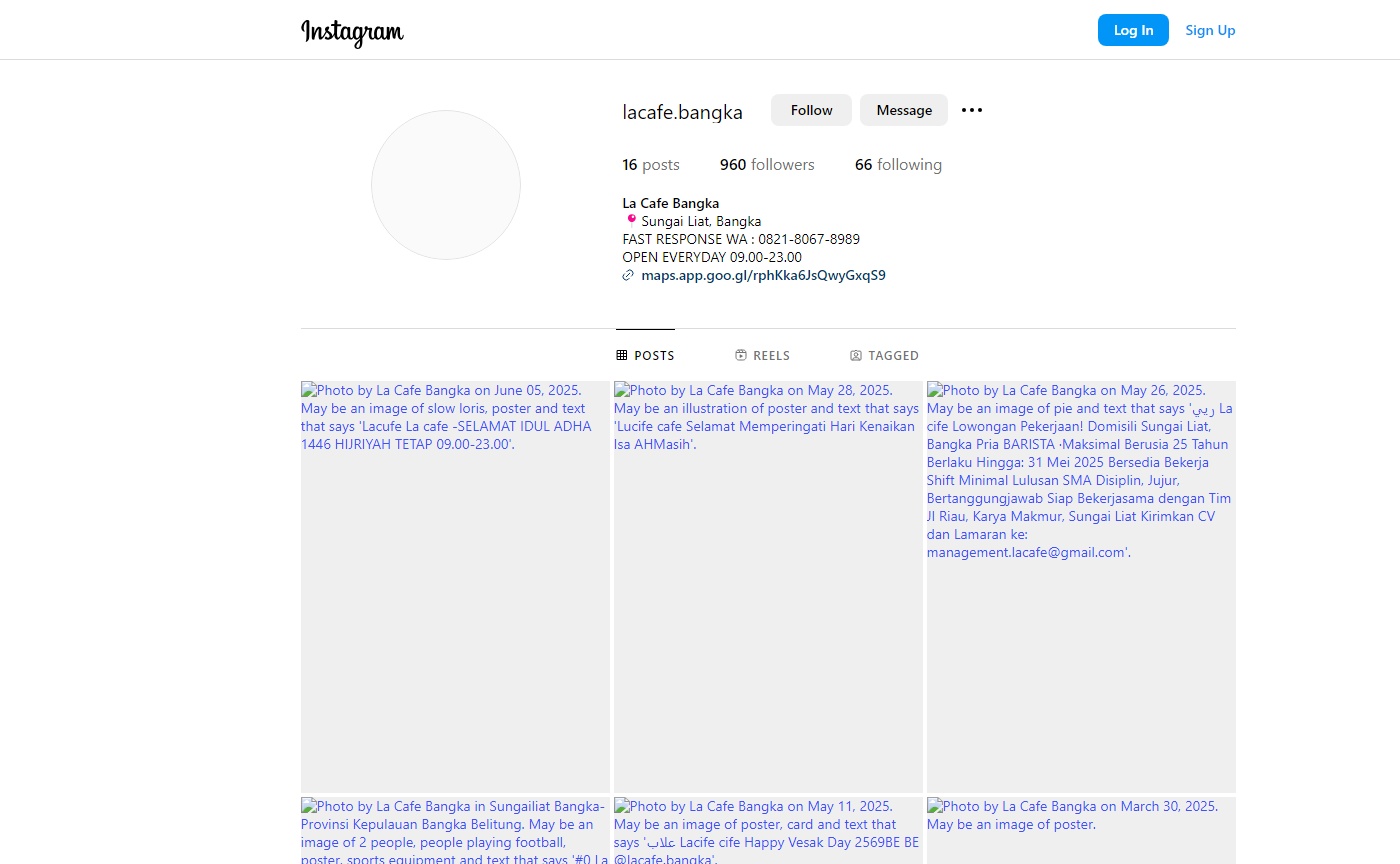 Instagram
Log In
Sign Up
lacafe.bangka
Follow
Message
16 posts
960 followers
66 following
La Cafe Bangka
📍 Sungai Liat, Bangka
FAST RESPONSE WA : 0821-8067-8989
OPEN EVERYDAY 09.00-23.00
maps.app.goo.gl/rphKka6JsQwyGxqS9
POSTS
REELS
TAGGED
Photo by La Cafe Bangka on June 05, 2025.
May be an image of slow loris, poster and text
that says 'Lacufe La cafe -SELAMAT IDUL ADHA
1446 HIJRIYAH TETAP 09.00-23.00'.
Photo by La Cafe Bangka on May 28, 2025.
May be an illustration of poster and text that says
'Lucife cafe Selamat Memperingati Hari Kenaikan
Isa AHMasih'.
Photo by La Cafe Bangka on May 26, 2025.
May be an image of pie and text that says 'ريي La
cife Lowongan Pekerjaan! Domisili Sungai Liat,
Bangka Pria BARISTA ·Maksimal Berusia 25 Tahun
Berlaku Hingga: 31 Mei 2025 Bersedia Bekerja
Shift Minimal Lulusan SMA Disiplin, Jujur,
Bertanggungjawab Siap Bekerjasama dengan Tim
Jl Riau, Karya Makmur, Sungai Liat Kirimkan CV
dan Lamaran ke:
management.lacafe@gmail.com'.
Photo by La Cafe Bangka in Sungailiat Bangka-
Provinsi Kepulauan Bangka Belitung. May be an
image of 2 people, people playing football,
poster, sports equipment and text that says '#0 La
Photo by La Cafe Bangka on May 11, 2025.
May be an image of poster, card and text that
says 'علاب Lacife cife Happy Vesak Day 2569BE BE
@lacafe.bangka'.
Photo by La Cafe Bangka on March 30, 2025.
May be an image of poster.